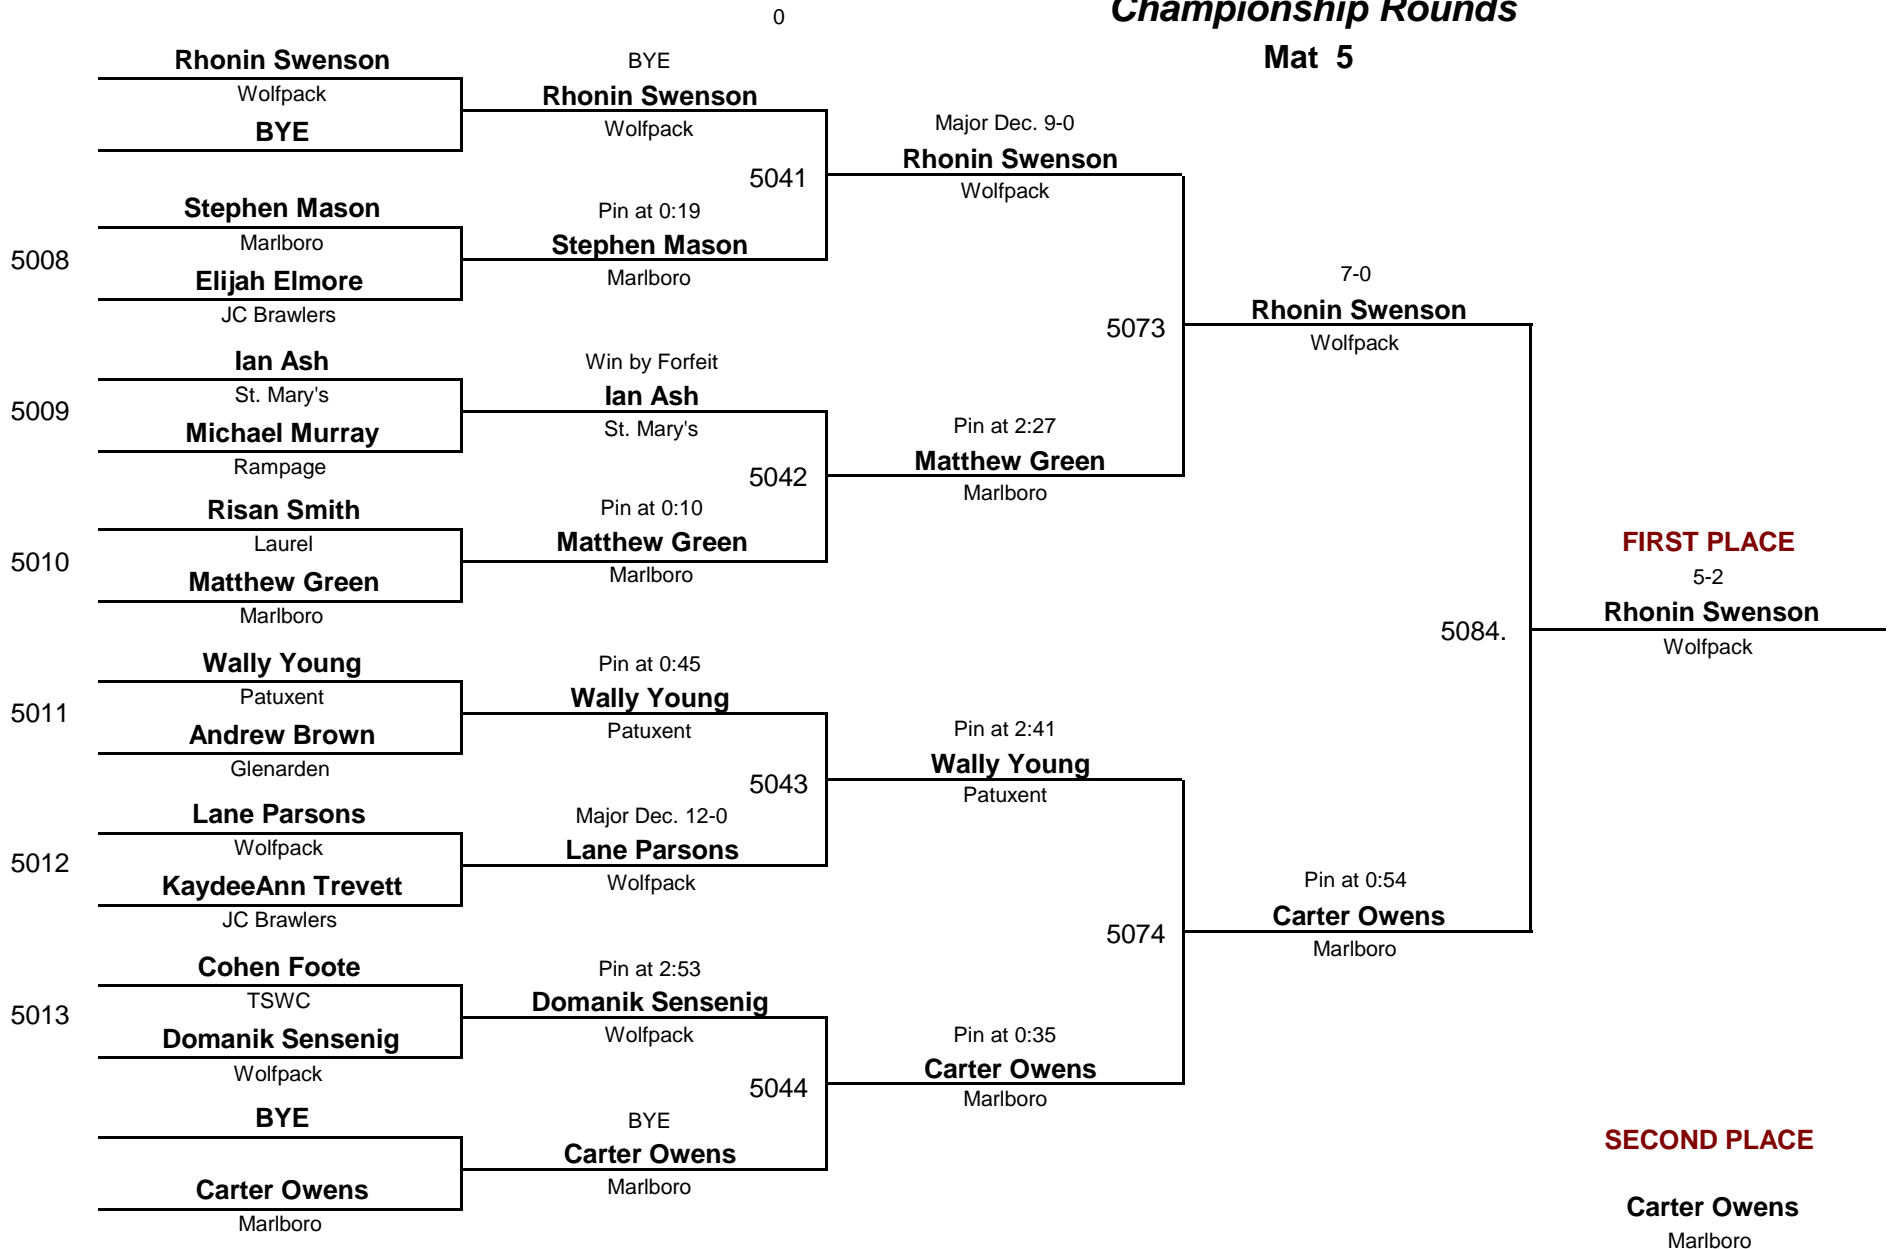 0
Championship Rounds
Mat 5
Rhonin Swenson
Wolfpack
BYE
5008
Stephen Mason
Marlboro
Elijah Elmore
JC Brawlers
5009
Ian Ash
St. Mary's
Michael Murray
Rampage
5010
Risan Smith
Laurel
Matthew Green
Marlboro
5011
Wally Young
Patuxent
Andrew Brown
Glenarden
5012
Lane Parsons
Wolfpack
KaydeeAnn Trevett
JC Brawlers
5013
Cohen Foote
TSWC
Domanik Sensenig
Wolfpack
BYE
Carter Owens
Marlboro
BYE
Rhonin Swenson
Wolfpack
5041
Pin at 0:19
Stephen Mason
Marlboro
Win by Forfeit
Ian Ash
St. Mary's
5042
Pin at 0:10
Matthew Green
Marlboro
Pin at 0:45
Wally Young
Patuxent
5043
Major Dec. 12-0
Lane Parsons
Wolfpack
Pin at 2:53
Domanik Sensenig
Wolfpack
5044
BYE
Carter Owens
Marlboro
Major Dec. 9-0
Rhonin Swenson
Wolfpack
5073
Pin at 2:27
Matthew Green
Marlboro
Pin at 2:41
Wally Young
Patuxent
5074
Pin at 0:35
Carter Owens
Marlboro
7-0
Rhonin Swenson
Wolfpack
5084.
Pin at 0:54
Carter Owens
Marlboro
FIRST PLACE
5-2
Rhonin Swenson
Wolfpack
SECOND PLACE
Carter Owens
Marlboro